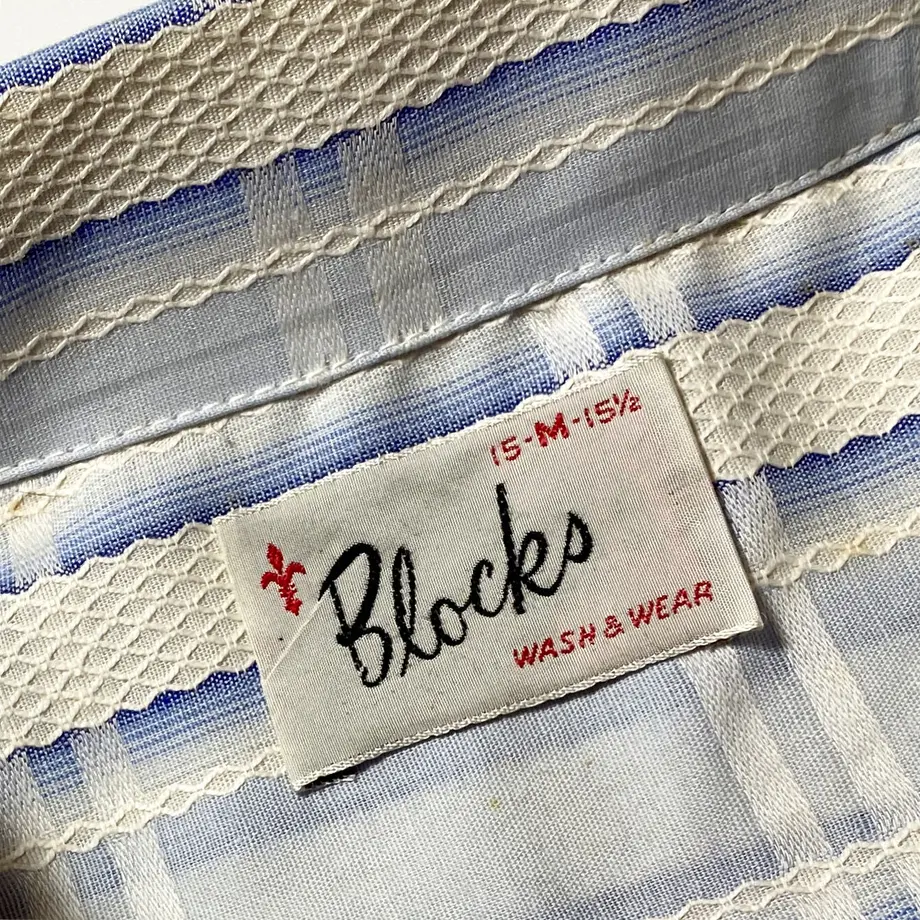 15-M-15½
Blocks
WASH & WEAR